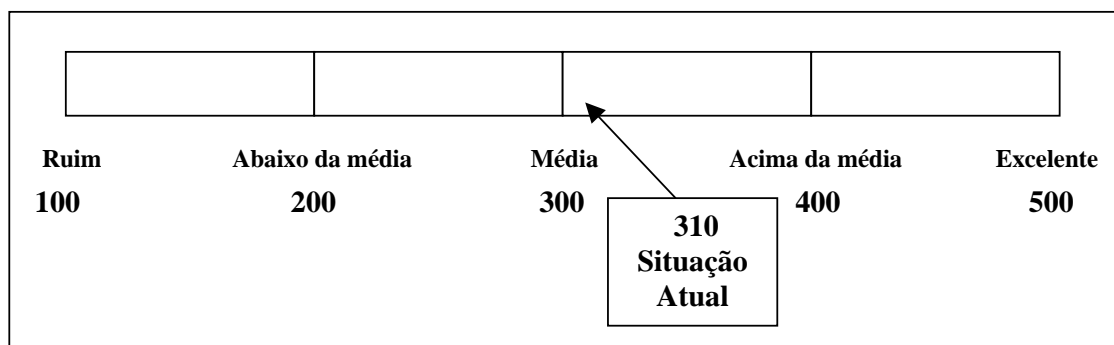 Ruim Abaixo da média Média Acima da média Excelente
100 200 300 400 500
310
Situação
Atual